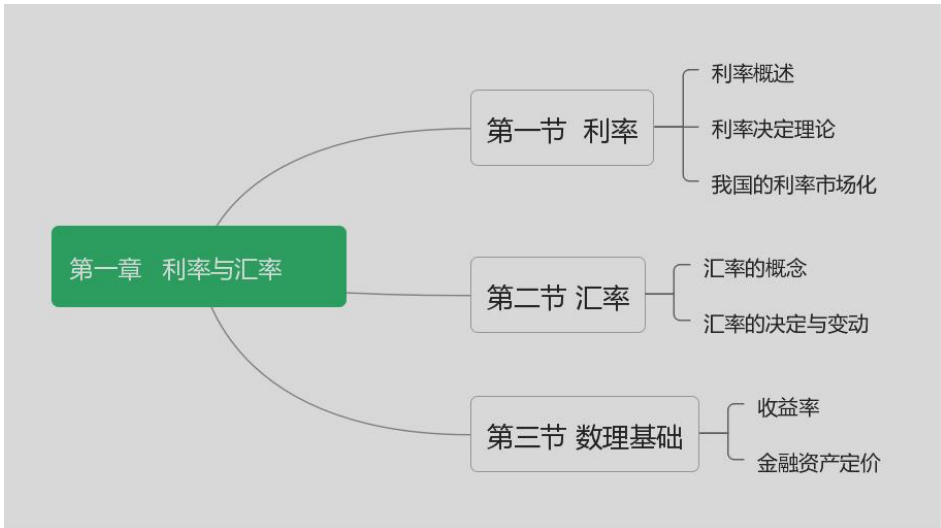 第一章 利率与汇率
第一节 利率
利率概述
利率决定理论
我国的利率市场化
第二节 汇率
汇率的概念
汇率的决定与变动
第三节 数理基础
收益率
金融资产定价